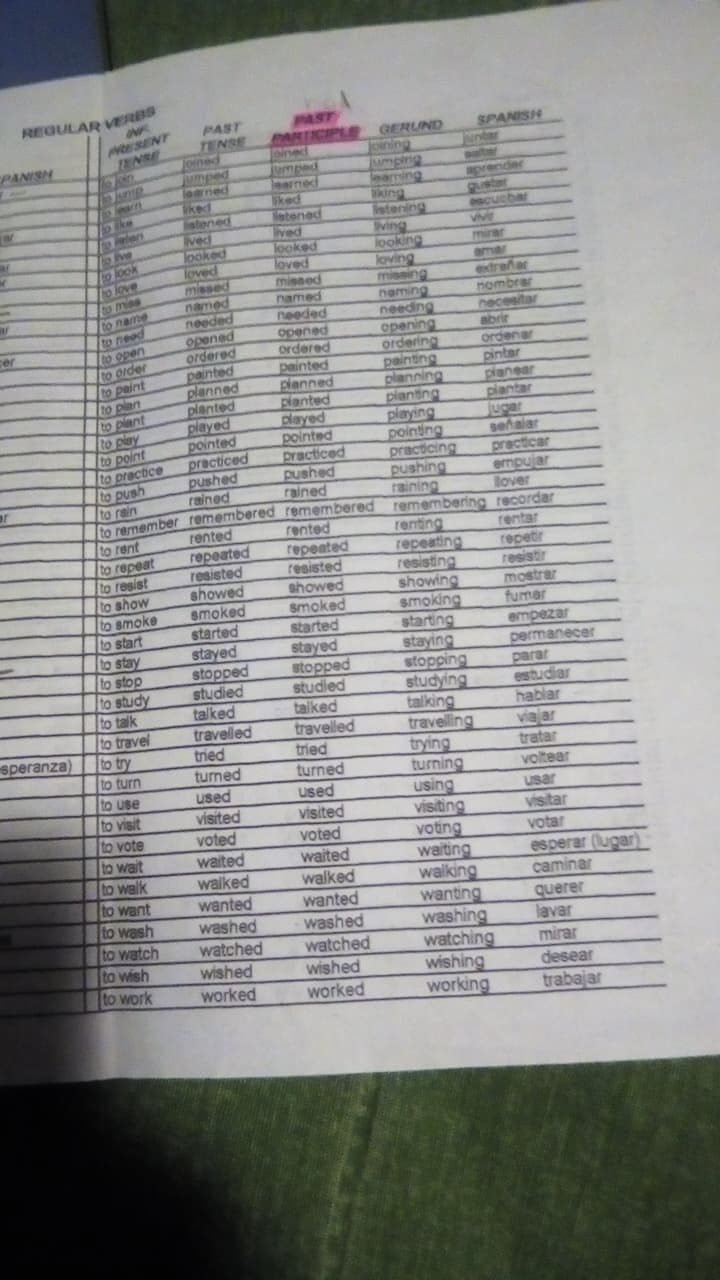 REGULAR VERBS
PANISH
INF. PRESENT TENSE PAST TENSE PAST PARTICIPLE GERUND SPANISH
to join joined joined joining juntar
to jump jumped jumped jumping saltar
to learn learned learned learning aprender
to like liked liked liking gustar
to listen listened listened listening escuchar
to live lived lived living vivir
to look looked looked looking mirar
to love loved loved loving amar
to miss missed missed missing extrañar
to name named named naming nombrar
to need needed needed needing necesitar
to open opened opened opening abrir
to order ordered ordered ordering ordenar
to paint painted painted painting pintar
to plan planned planned planning planear
to plant planted planted planting plantar
to play played played playing jugar
to point pointed pointed pointing señalar
to practice practiced practiced practicing practicar
to push pushed pushed pushing empujar
to rain rained rained raining llover
to remember remembered remembered remembering recordar
to rent rented rented renting rentar
to repeat repeated repeated repeating repetir
to resist resisted resisted resisting resistir
to show showed showed showing mostrar
to smoke smoked smoked smoking fumar
to start started started starting empezar
to stay stayed stayed staying permanecer
to stop stopped stopped stopping parar
to study studied studied studying estudiar
to talk talked talked talking hablar
to travel travelled travelled travelling viajar
speranza) to try tried tried trying tratar
to turn turned turned turning voltear
to use used used using usar
to visit visited visited visiting visitar
to vote voted voted voting votar
to wait waited waited waiting esperar (lugar)
to walk walked walked walking caminar
to want wanted wanted wanting querer
to wash washed washed washing lavar
to watch watched watched watching mirar
to wish wished wished wishing desear
to work worked worked working trabajar